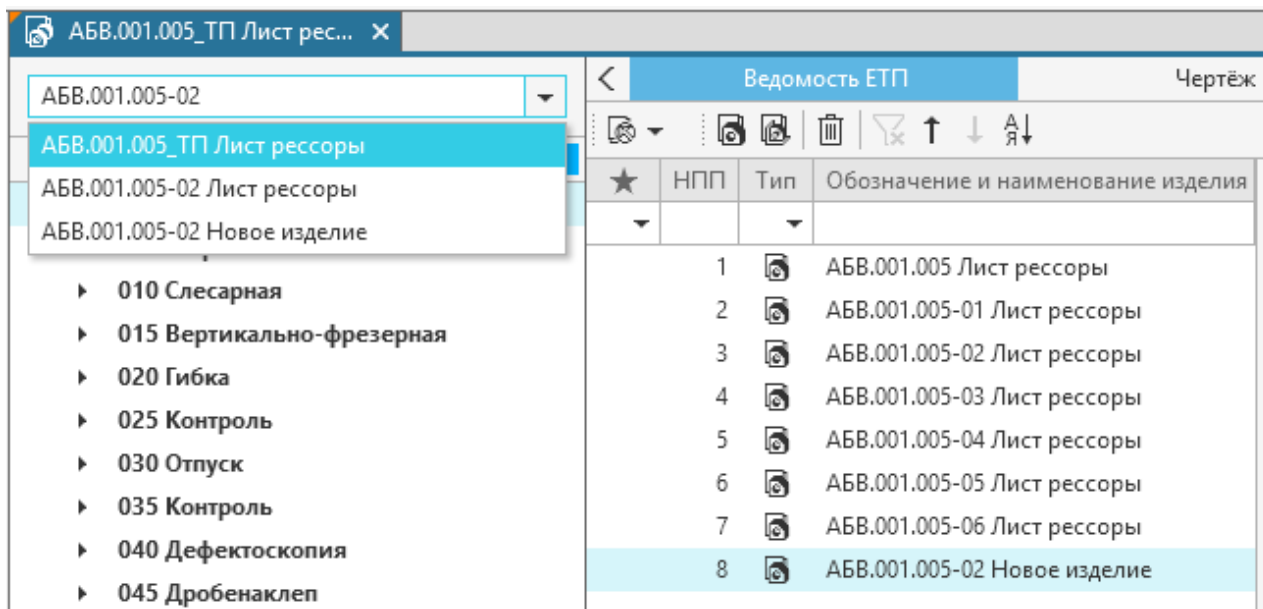 АБВ.001.005_ТП Лист рес... ×
АБВ.001.005-02
АБВ.001.005_ТП Лист рессоры
АБВ.001.005-02 Лист рессоры
АБВ.001.005-02 Новое изделие
010 Слесарная
015 Вертикально-фрезерная
020 Гибка
025 Контроль
030 Отпуск
035 Контроль
040 Дефектоскопия
045 Дробенаклеп
Ведомость ЕТП Чертёж
НПП Тип Обозначение и наименование изделия
1 АБВ.001.005 Лист рессоры
2 АБВ.001.005-01 Лист рессоры
3 АБВ.001.005-02 Лист рессоры
4 АБВ.001.005-03 Лист рессоры
5 АБВ.001.005-04 Лист рессоры
6 АБВ.001.005-05 Лист рессоры
7 АБВ.001.005-06 Лист рессоры
8 АБВ.001.005-02 Новое изделие